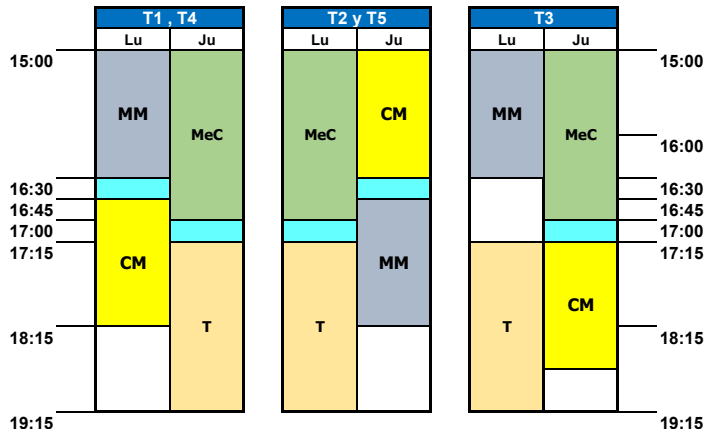 T1 , T4
T2 y T5
T3
Lu
Ju
Lu
Ju
Lu
Ju
15:00
15:00
MM
MeC
MeC
CM
MM
MeC
16:00
16:30
16:30
16:45
16:45
17:00
17:00
17:15
17:15
CM
T
T
MM
T
CM
18:15
18:15
19:15
19:15